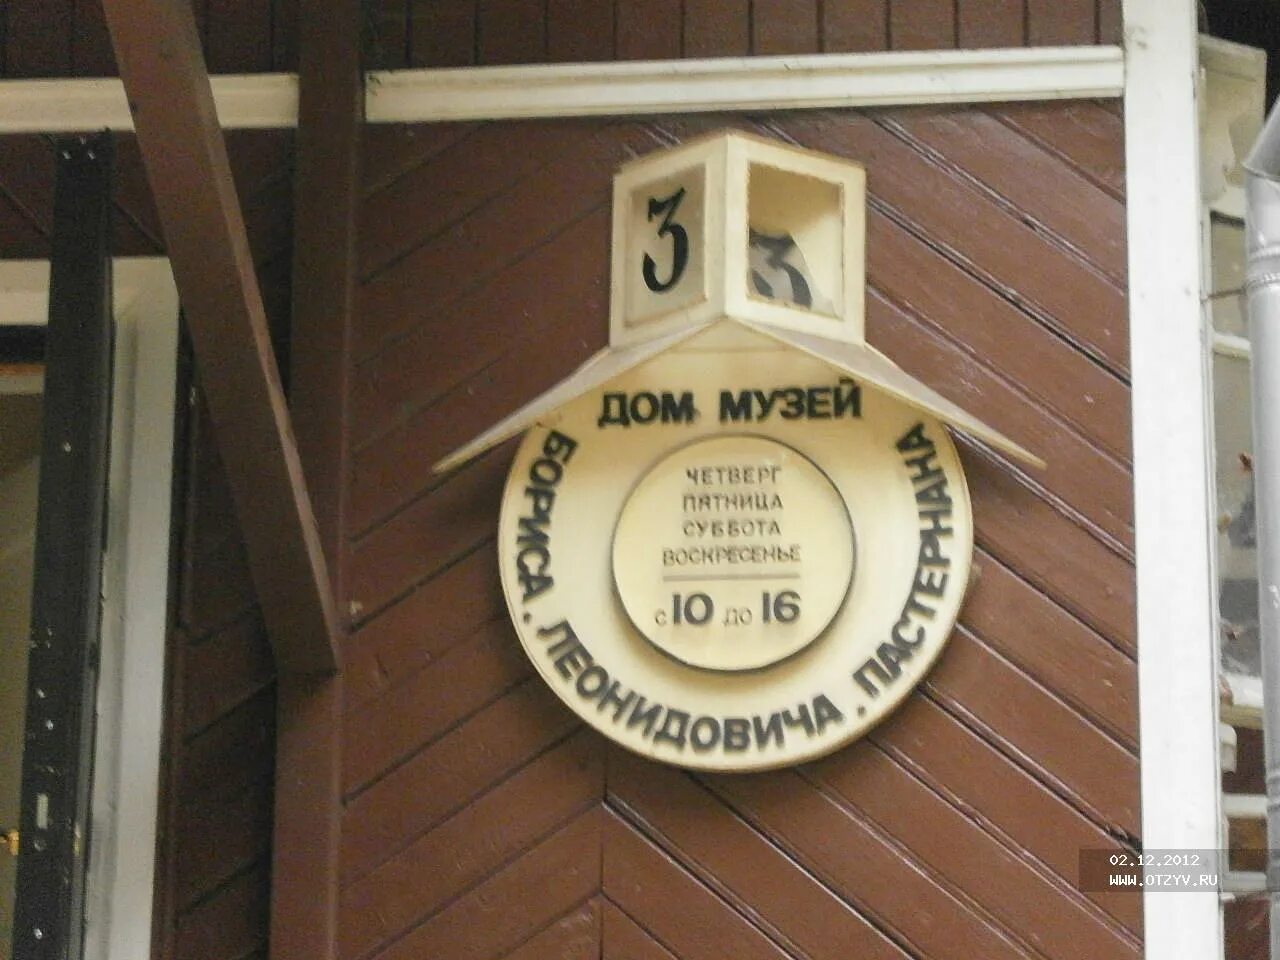 3 3
ДОМ МУЗЕЙ
БОРИСА. ЛЕОНИДОВИЧА. ПАСТЕРНАКА
ЧЕТВЕРГ
ПЯТНИЦА
СУББОТА
ВОСКРЕСЕНЬЕ
с 10 до 16
02.12.2012
WWW.OTZYV.RU